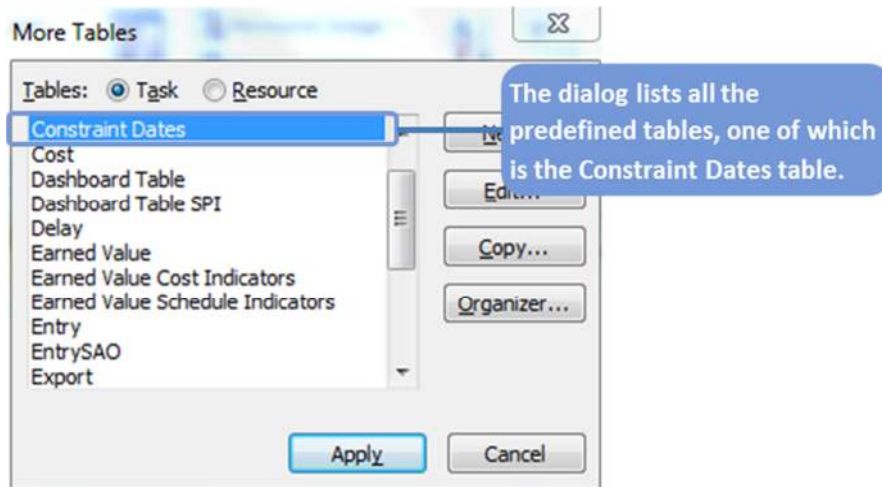 More Tables
Tables: Task Resource
Constraint Dates
Cost
Dashboard Table
Dashboard Table SPI
Delay
Earned Value
Earned Value Cost Indicators
Earned Value Schedule Indicators
Entry
EntrySAO
Export
The dialog lists all the
predefined tables, one of which
is the Constraint Dates table.
Copy...
Organizer...
Apply
Cancel